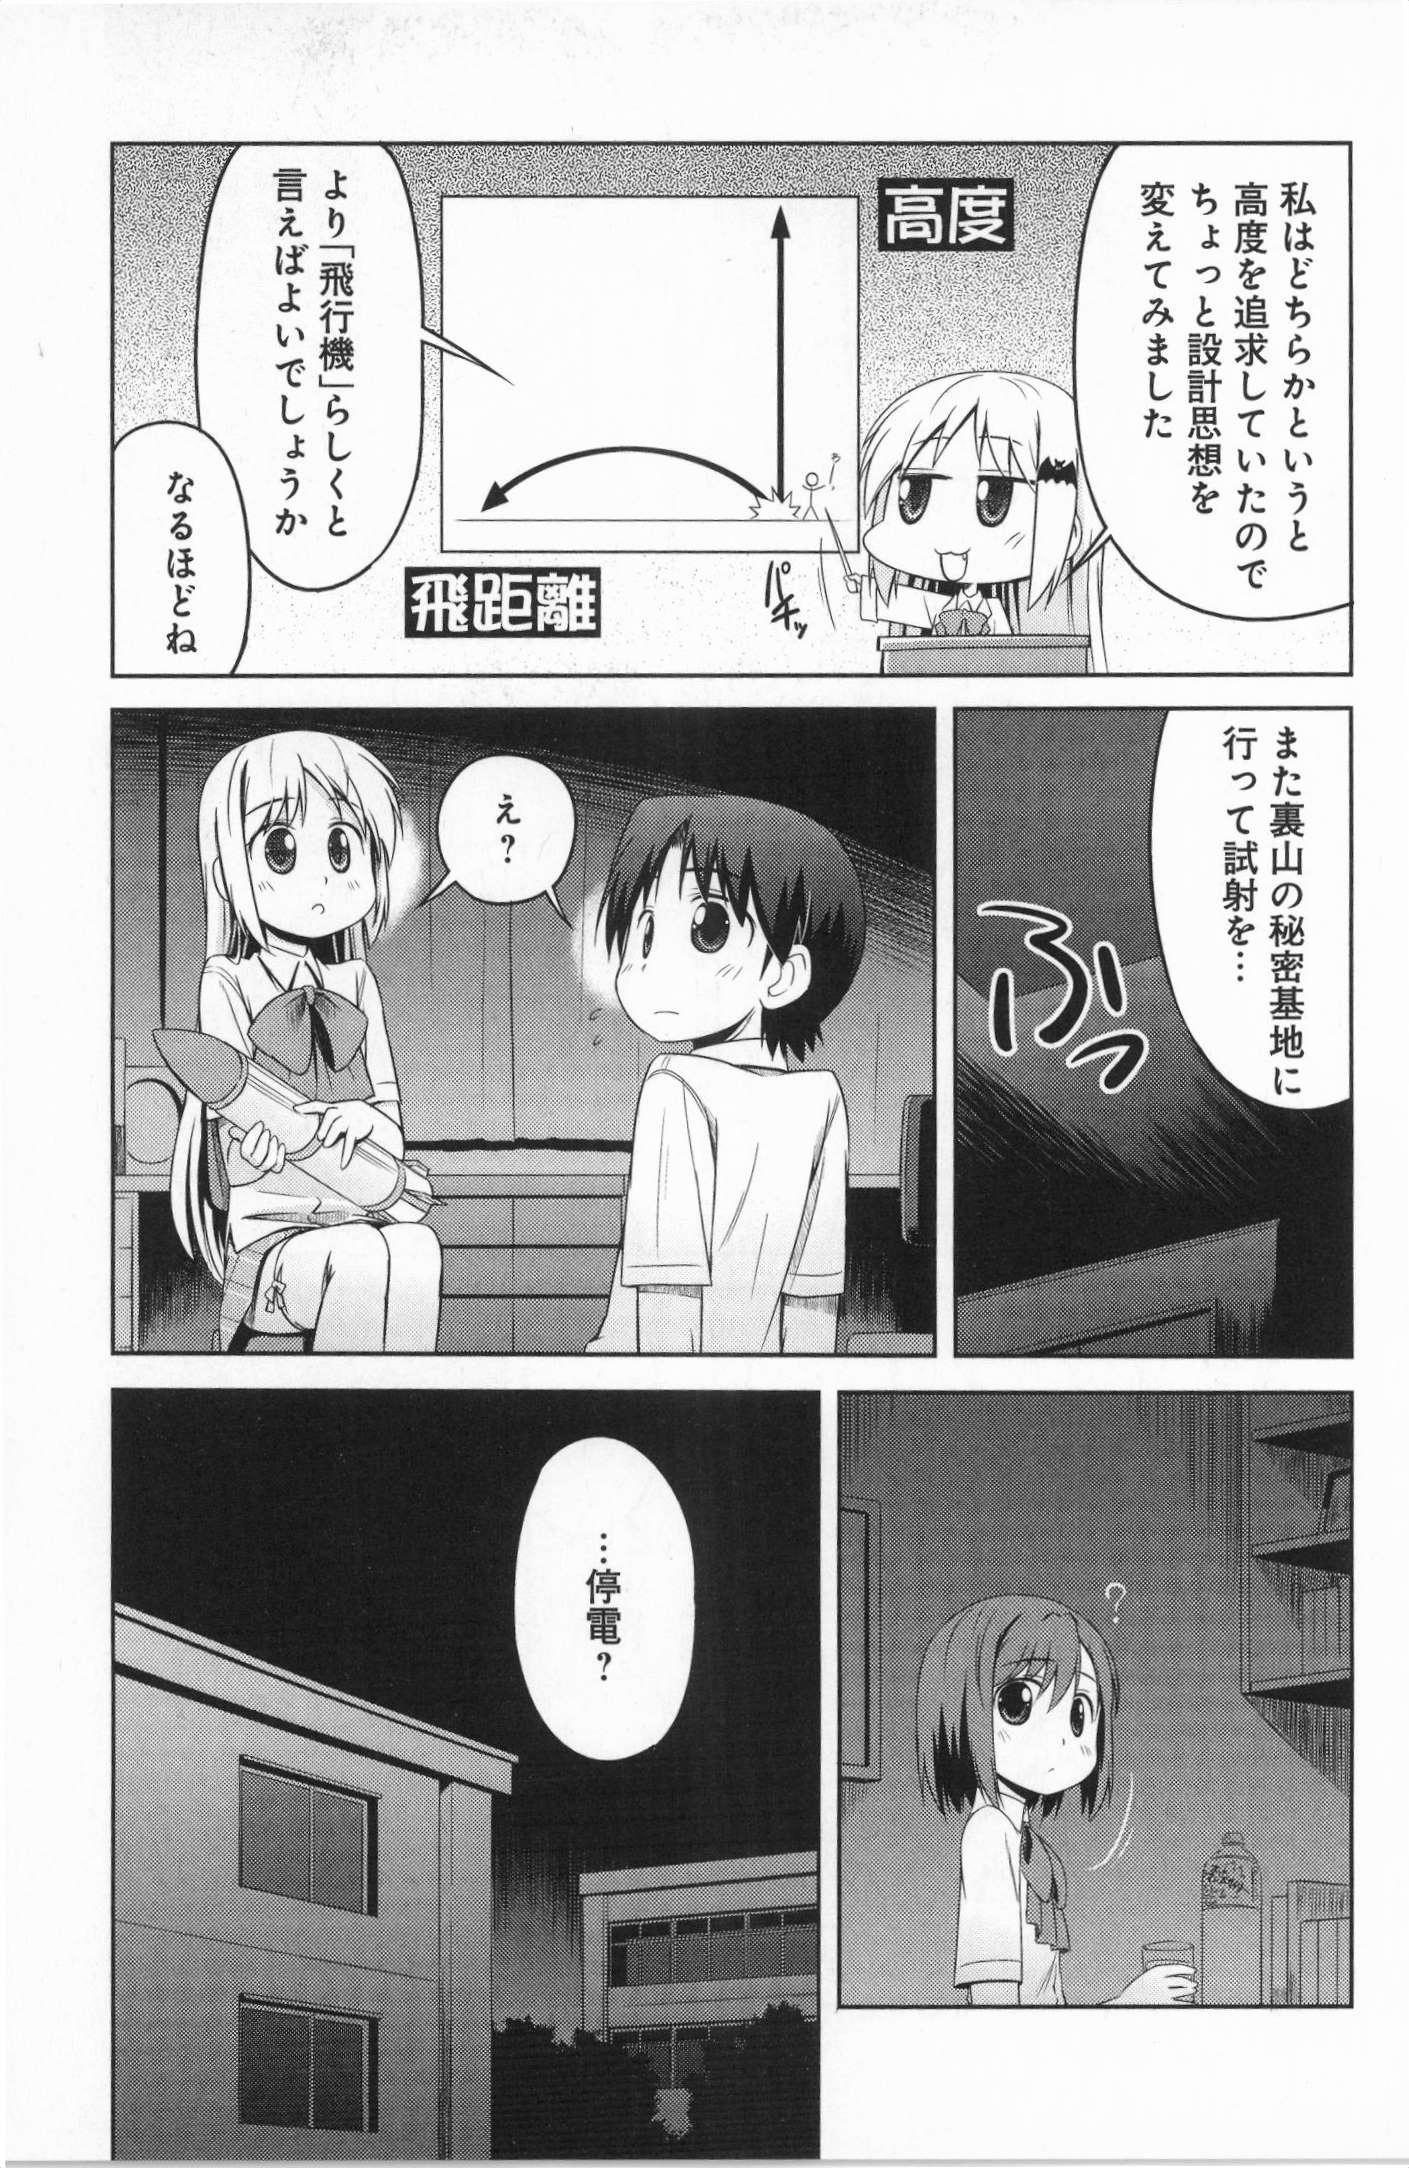 私はどちらかというと
高度を追求していたので
ちょっと設計思想を
変えてみました
高度
より「飛行機」らしくと
言えばよいでしょうか
飛距離
パチッ
なるほどね
また裏山の秘密基地に
行って試射を…
ふっ
え?
?
…停電?